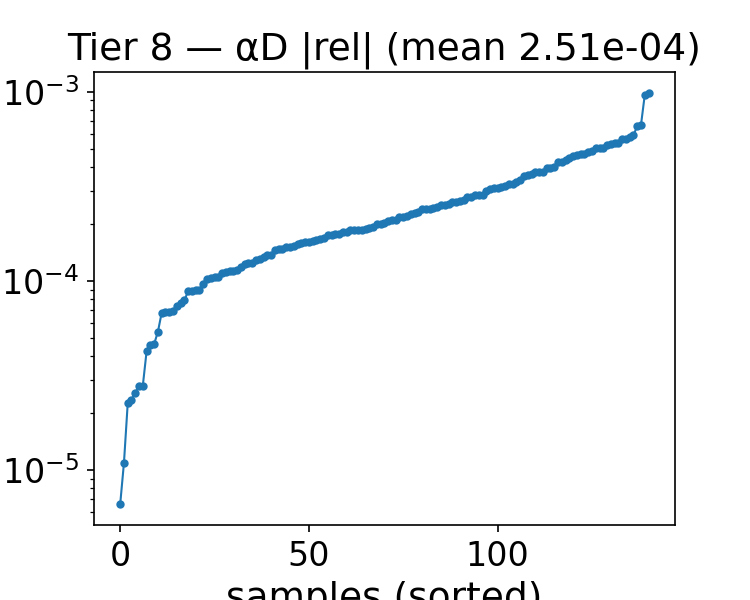 Tier 8 — αD |rel| (mean 2.51e-04)
10⁻³
10⁻⁴
10⁻⁵
0 50 100
samples (sorted)